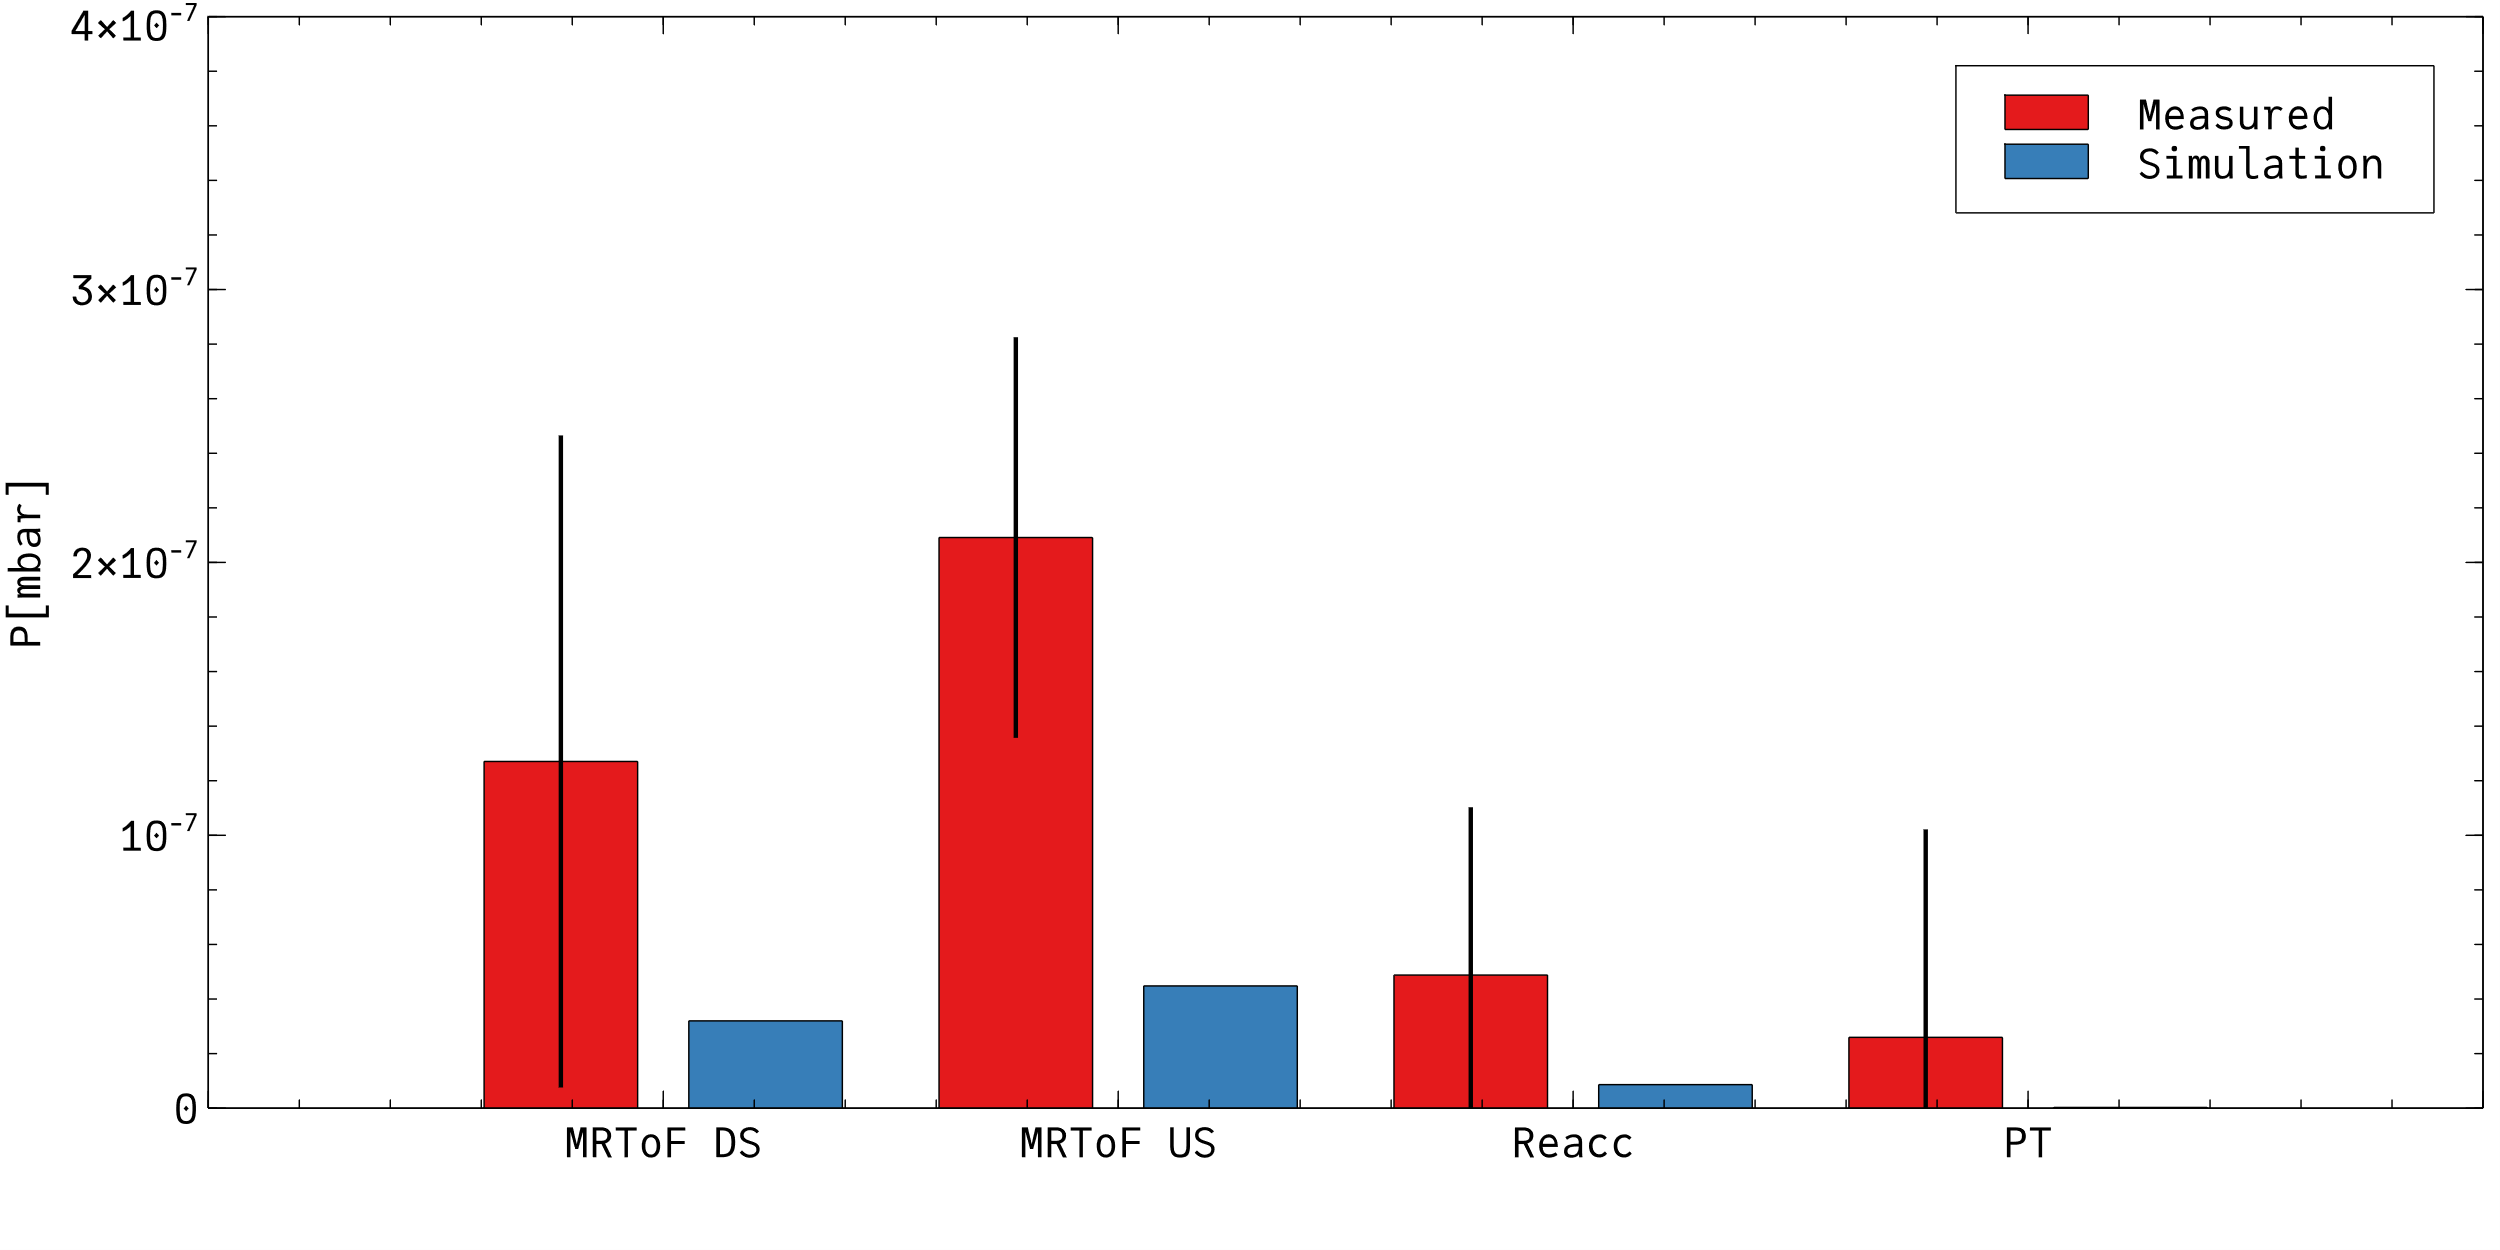 4×10⁻⁷
3×10⁻⁷
2×10⁻⁷
10⁻⁷
0
P[mbar]
Measured
Simulation
MRToF DS
MRToF US
Reacc
PT